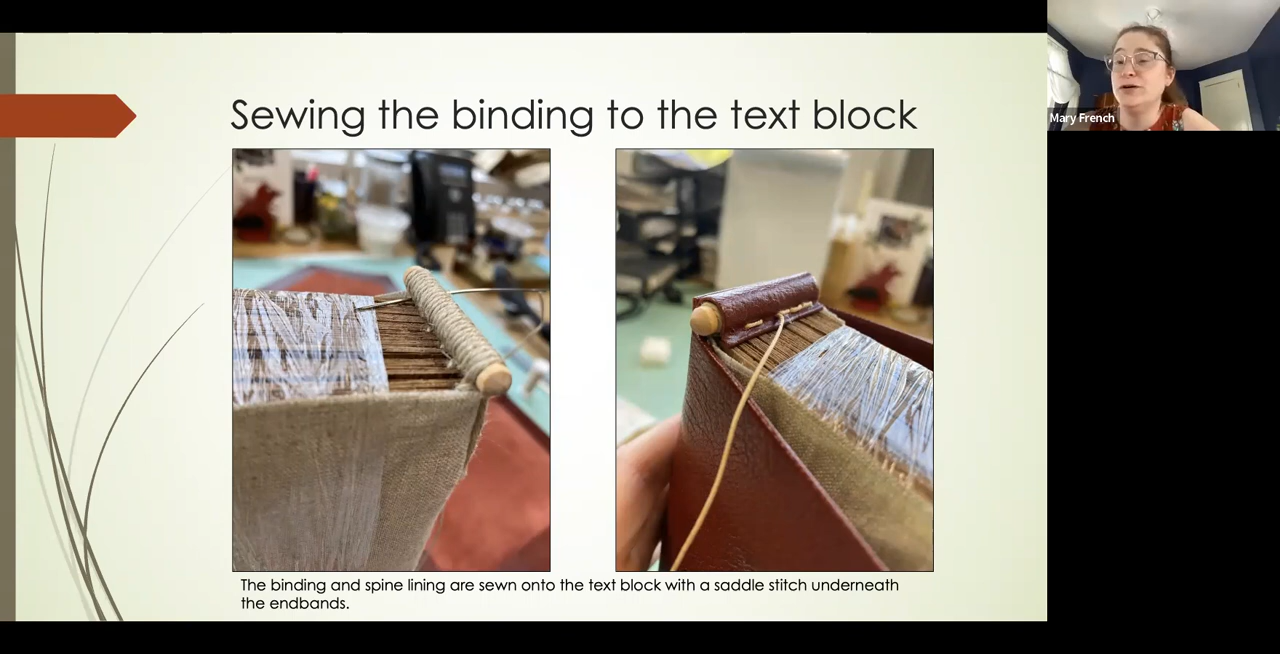 Sewing the binding to the text block
Mary French
The binding and spine lining are sewn onto the text block with a saddle stitch underneath
the endbands.